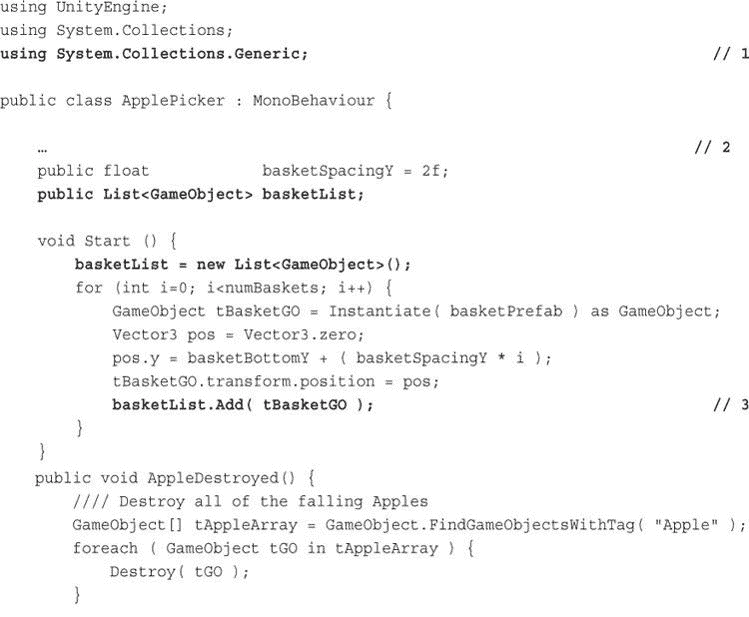 using UnityEngine;
using System.Collections;
using System.Collections.Generic; // 1
public class ApplePicker : MonoBehaviour {
… // 2
public float basketSpacingY = 2f;
public List<GameObject> basketList;
void Start () {
basketList = new List<GameObject>();
for (int i=0; i<numBaskets; i++) {
GameObject tBasketGO = Instantiate( basketPrefab ) as GameObject;
Vector3 pos = Vector3.zero;
pos.y = basketBottomY + ( basketSpacingY * i );
tBasketGO.transform.position = pos;
basketList.Add( tBasketGO ); // 3
}
}
public void AppleDestroyed() {
//// Destroy all of the falling Apples
GameObject[] tAppleArray = GameObject.FindGameObjectsWithTag( "Apple" );
foreach ( GameObject tGO in tAppleArray ) {
Destroy( tGO );
}